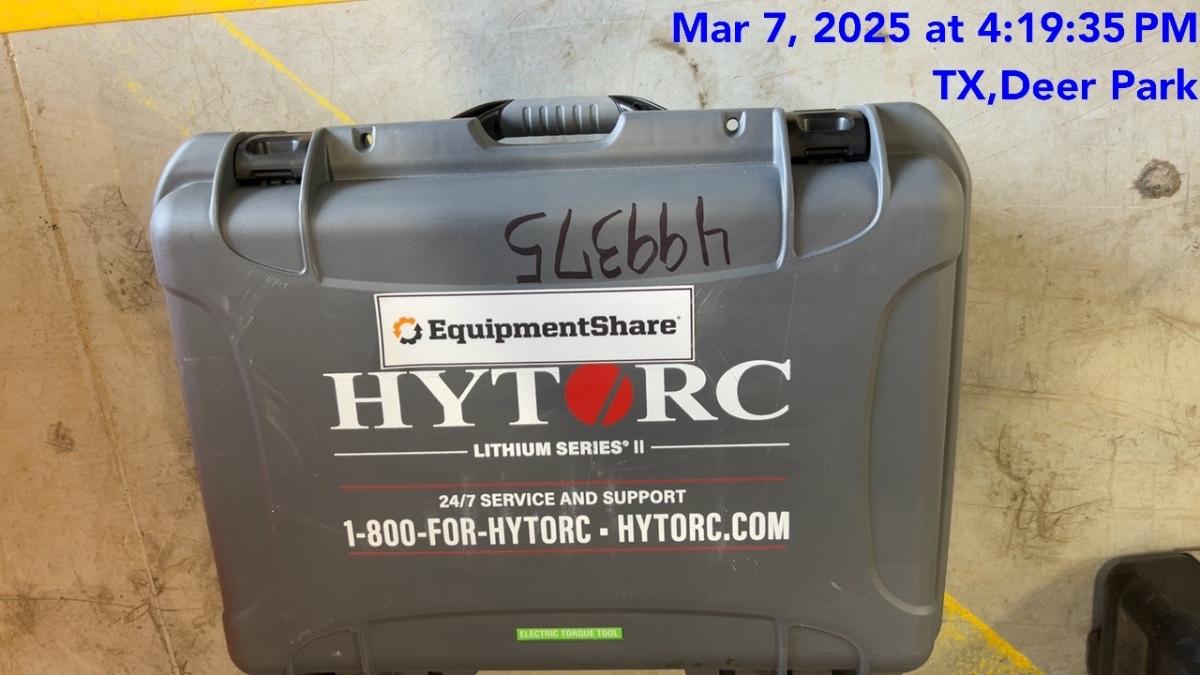 Mar 7, 2025 at 4:19:35 PM
TX,Deer Park
499375
EquipmentShare
HYTORC
LITHIUM SERIES® II
24/7 SERVICE AND SUPPORT
1-800-FOR-HYTORC ▪ HYTORC.COM
ELECTRIC TORQUE TOOL